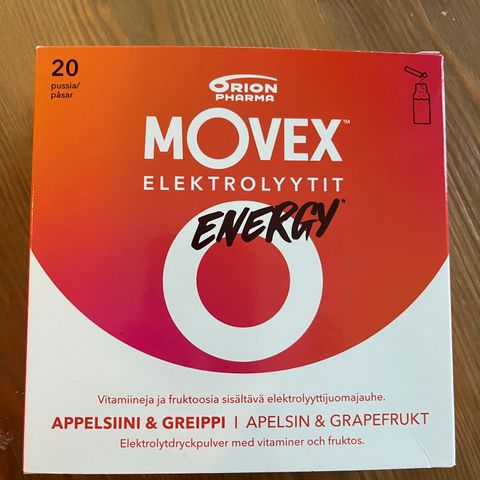 20
pussia/
påsar
ORION
PHARMA
MOVEX™
ELEKTROLYYTIT
ENERGY*
Vitamiineja ja fruktoosia sisältävä elektrolyyttijuomajauhe.
APPELSIINI & GREIPPI | APELSIN & GRAPEFRUKT
Elektrolytdryckpulver med vitaminer och fruktos.